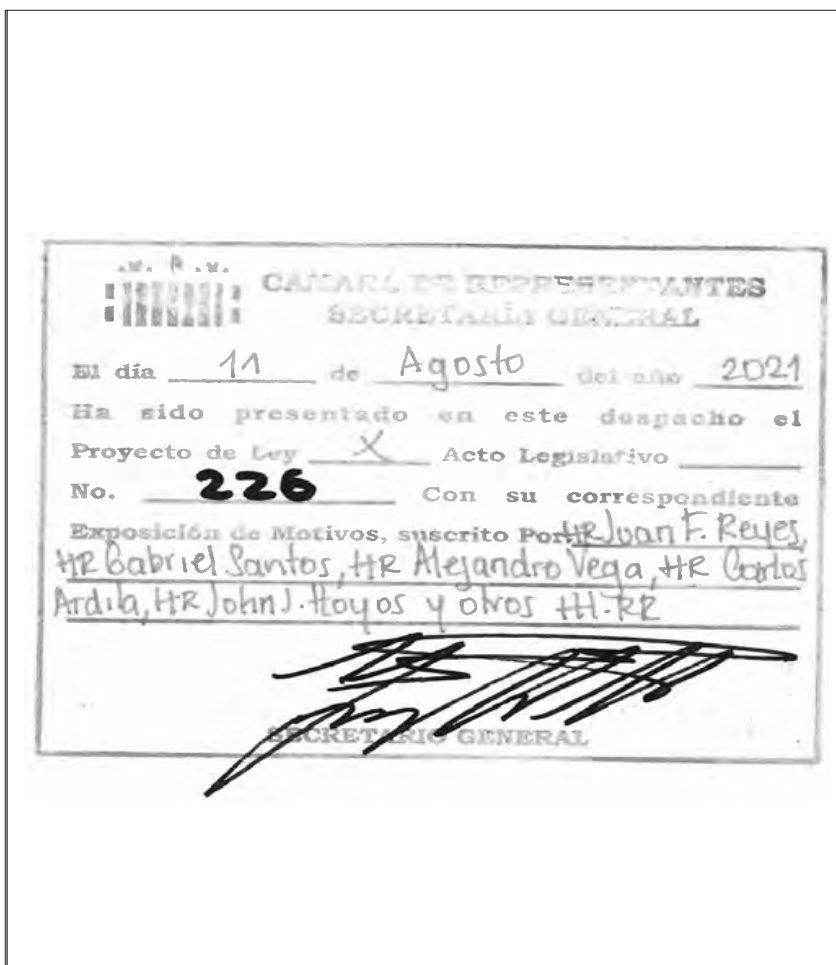 CAMARA DE REPRESENTANTES
SECRETARÍA GENERAL
El día 11 de Agosto del año 2021
Ha sido presentado en este despacho el
Proyecto de Ley X Acto Legislativo
No. 226 Con su correspondiente
Exposición de Motivos, suscrito Por HR Juan F. Reyes,
HR Gabriel Santos, HR Alejandro Vega, HR Carlos
Ardila, HR John J. Hoyos y otros HH.RR
SECRETARIO GENERAL